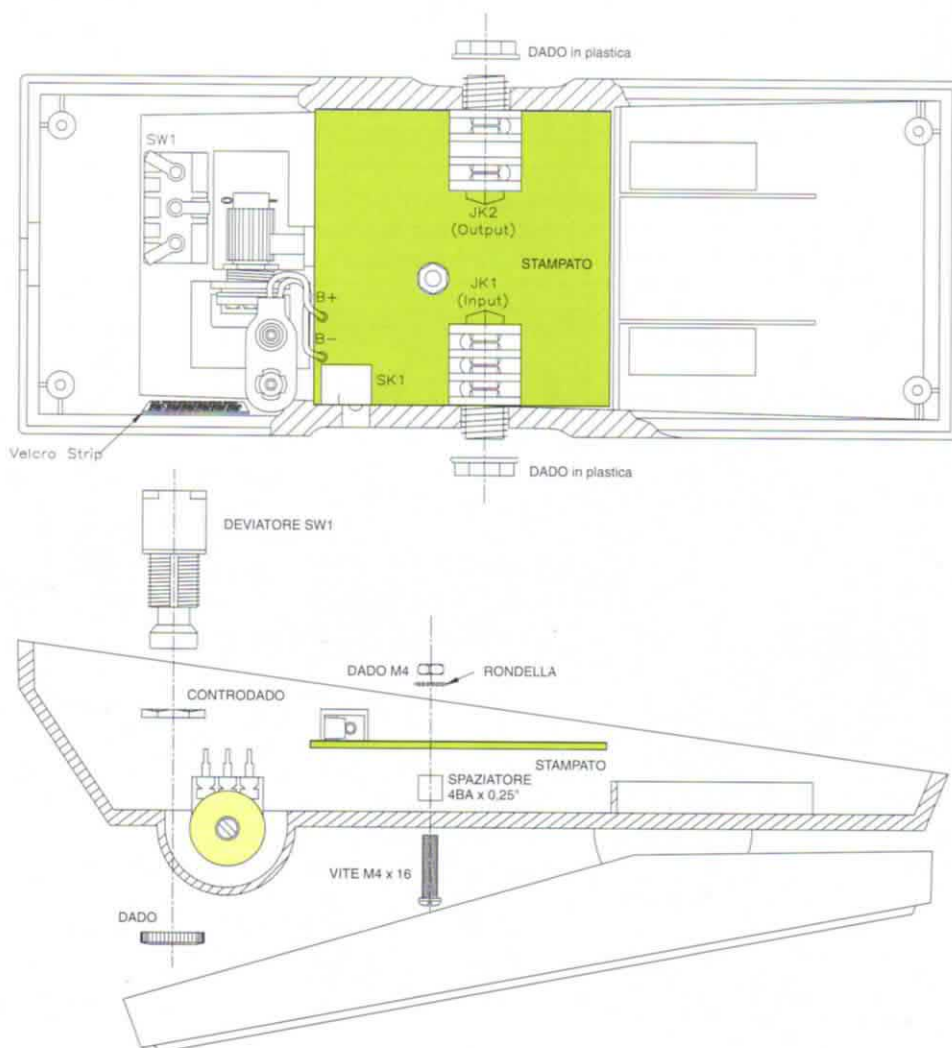 DADO in plastica
SW1
JK2
(Output)
STAMPATO
JK1
(Input)
B+
B-
SK1
Velcro Strip
DADO in plastica
DEVIATORE SW1
DADO M4
RONDELLA
CONTRODADO
STAMPATO
SPAZIATORE
4BA x 0.25"
VITE M4 x 16
DADO